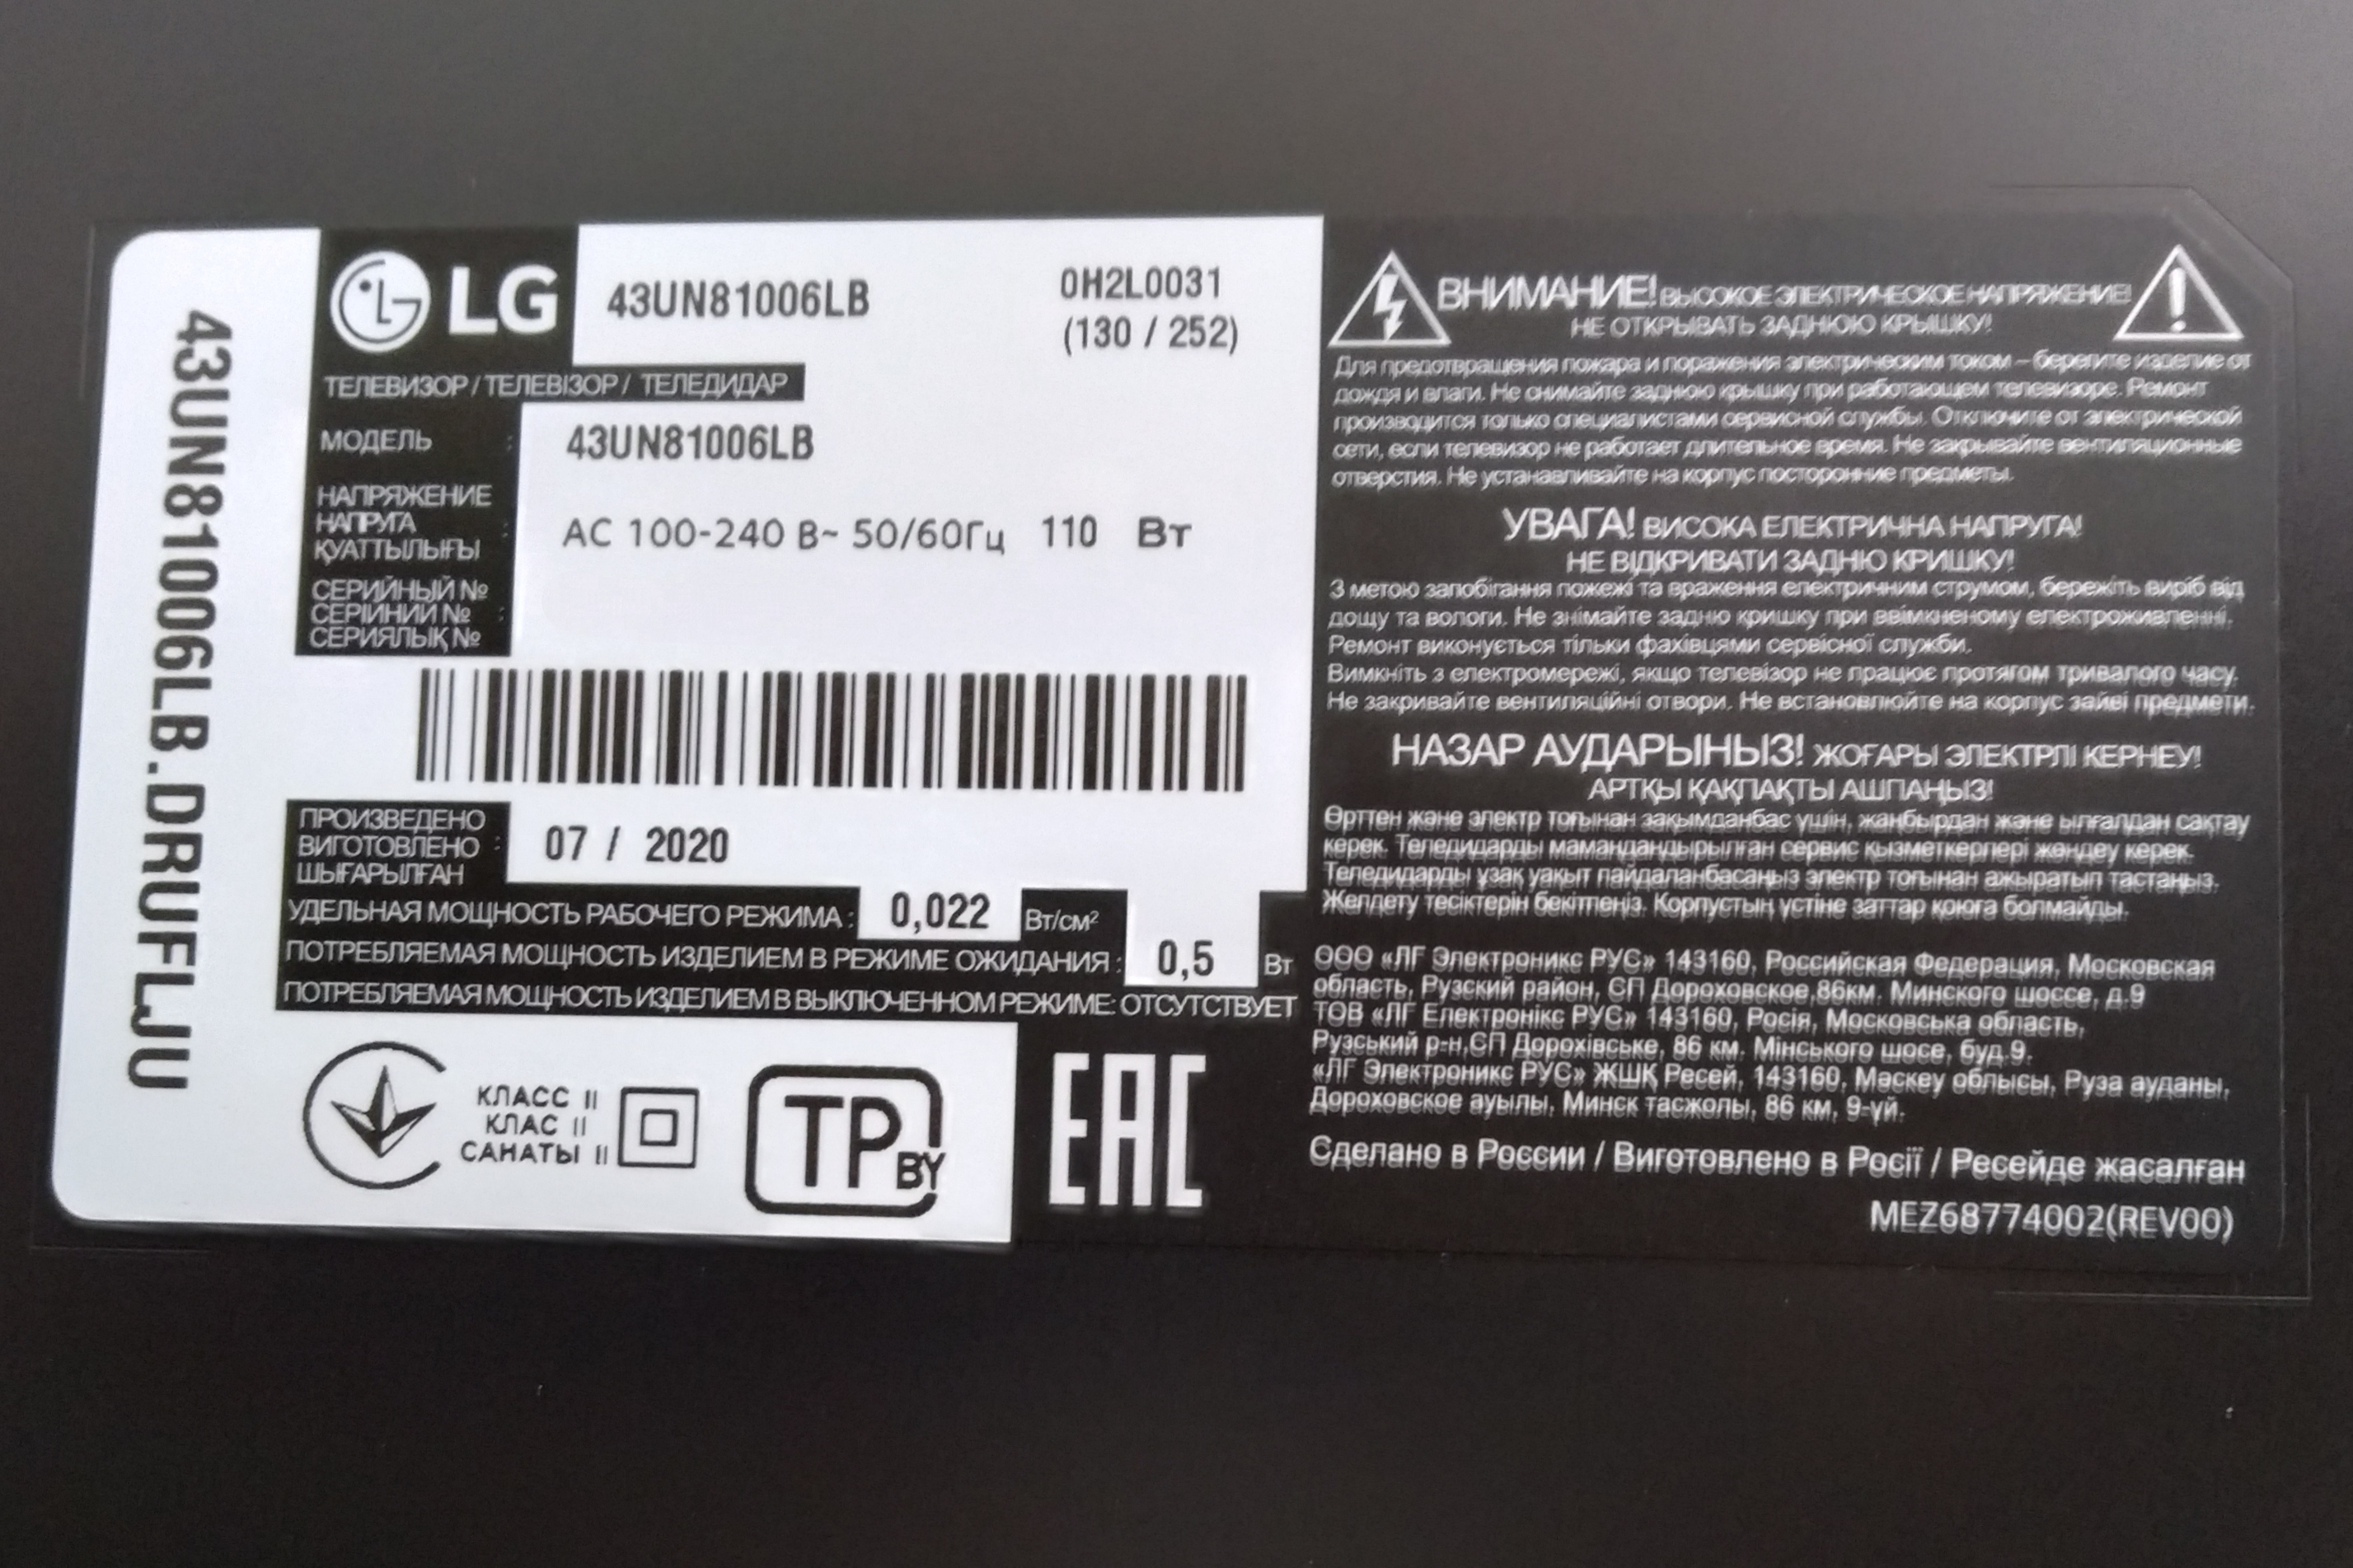 43UN81006LB.DRUFLJU
LG
43UN81006LB
0H2L0031
(130 / 252)
ТЕЛЕВИЗОР / ТЕЛЕВІЗОР / ТЕЛЕДИДАР
МОДЕЛЬ : 43UN81006LB
НАПРЯЖЕНИЕ
НАПРУГА : AC 100-240 В~ 50/60Гц 110 Вт
ҚУАТТЫЛЫҒЫ
СЕРИЙНЫЙ №
СЕРІЙНИЙ № :
СЕРИЯЛЫҚ №
ПРОИЗВЕДЕНО
ВИГОТОВЛЕНО : 07 / 2020
ШЫҒАРЫЛҒАН
УДЕЛЬНАЯ МОЩНОСТЬ РАБОЧЕГО РЕЖИМА : 0,022 Вт/см²
ПОТРЕБЛЯЕМАЯ МОЩНОСТЬ ИЗДЕЛИЕМ В РЕЖИМЕ ОЖИДАНИЯ : 0,5 Вт
ПОТРЕБЛЯЕМАЯ МОЩНОСТЬ ИЗДЕЛИЕМ В ВЫКЛЮЧЕННОМ РЕЖИМЕ: ОТСУТСТВУЕТ
КЛАСС II
КЛАС II
САНАТЫ II
TP BY
EAC
ВНИМАНИЕ! ВЫСОКОЕ ЭЛЕКТРИЧЕСКОЕ НАПРЯЖЕНИЕ!
НЕ ОТКРЫВАТЬ ЗАДНЮЮ КРЫШКУ!
Для предотвращения пожара и поражения электрическим током – берегите изделие от
дождя и влаги. Не снимайте заднюю крышку при работающем телевизоре. Ремонт
производится только специалистами сервисной службы. Отключите от электрической
сети, если телевизор не работает длительное время. Не закрывайте вентиляционные
отверстия. Не устанавливайте на корпус посторонние предметы.
УВАГА! ВИСОКА ЕЛЕКТРИЧНА НАПРУГА!
НЕ ВІДКРИВАТИ ЗАДНЮ КРИШКУ!
З метою запобігання пожежі та враження електричним струмом, бережіть виріб від
дощу та вологи. Не знімайте задню кришку при ввімкненому електроживленні.
Ремонт виконується тільки фахівцями сервісної служби.
Вимкніть з електромережі, якщо телевізор не працює протягом тривалого часу.
Не закривайте вентиляційні отвори. Не встановлюйте на корпус зайві предмети.
НАЗАР АУДАРЫҢЫЗ! ЖОҒАРЫ ЭЛЕКТРЛІ КЕРНЕУ!
АРТҚЫ ҚАҚПАҚТЫ АШПАҢЫЗ!
Өрттен және электр тоғынан зақымданбас үшін, жаңбырдан және ылғалдан сақтау
керек. Теледидарды мамандандырылған сервис қызметкерлері жөндеу керек.
Теледидарды ұзақ уақыт пайдаланбасаңыз электр тоғынан ажыратып тастаңыз.
Желдету тесіктерін бекітпеңіз. Корпустың үстіне заттар қоюға болмайды.
ООО «ЛГ Электроникс РУС» 143160, Российская Федерация, Московская
область, Рузский район, СП Дороховское,86км. Минского шоссе, д.9
ТОВ «ЛГ Електронікс РУС» 143160, Росія, Московська область,
Рузський р-н,СП Дорохівське, 86 км. Мінського шосе, буд.9.
«ЛГ Электроникс РУС» ЖШҚ Ресей, 143160, Мәскеу облысы, Руза ауданы,
Дороховское ауылы, Минск тасжолы, 86 км, 9-үй.
Сделано в России / Виготовлено в Росії / Ресейде жасалған
MEZ68774002(REV00)